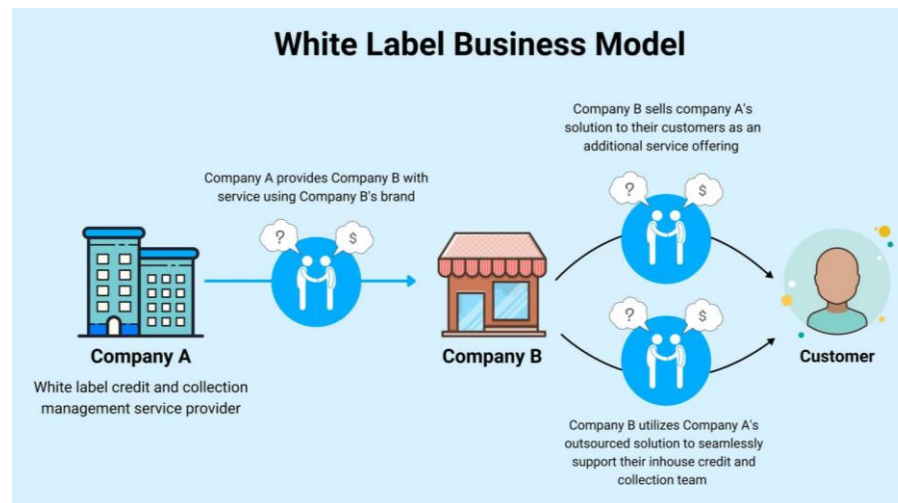 White Label Business Model
Company B sells company A's
solution to their customers as an
additional service offering
Company A provides Company B with
service using Company B's brand
? $
? $
Company A
White label credit and collection
management service provider
Company B
? $
Customer
Company B utilizes Company A's
outsourced solution to seamlessly
support their inhouse credit and
collection team